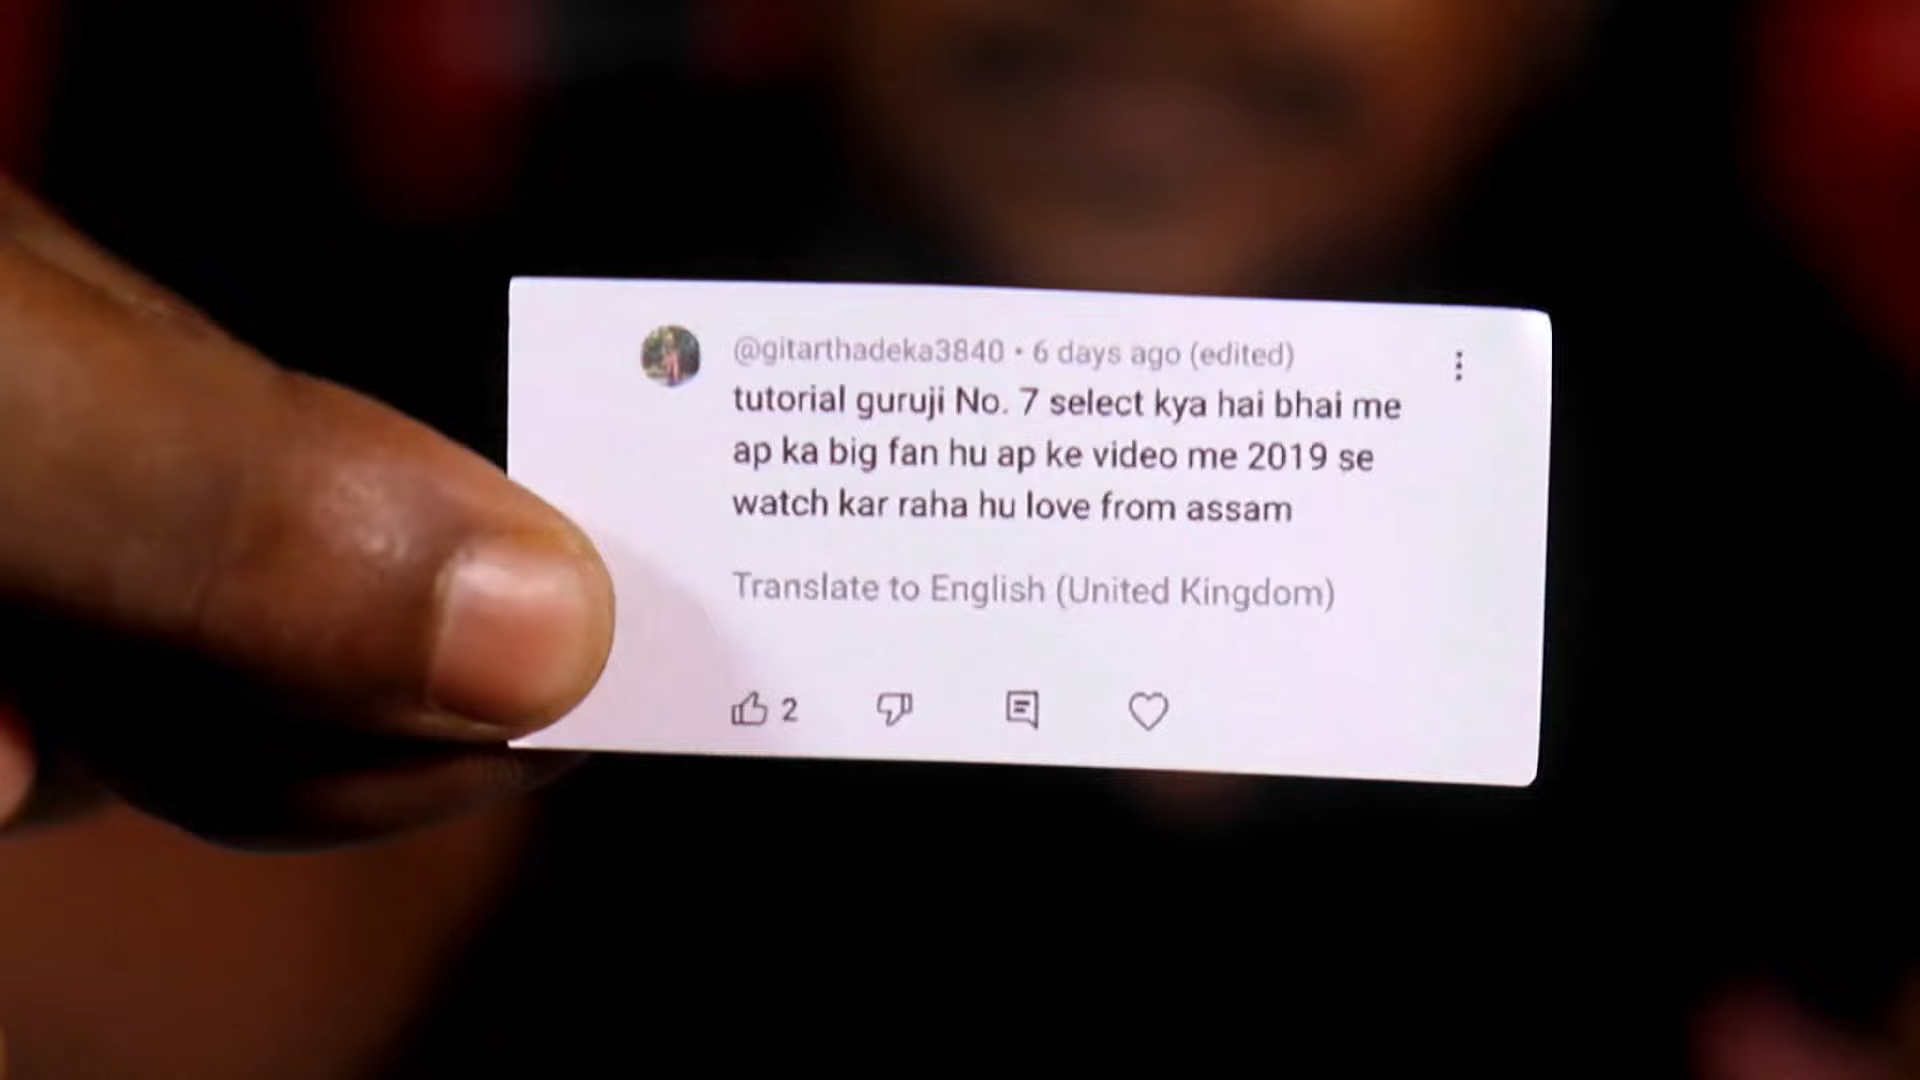 @gitarthadeka3840 • 6 days ago (edited)
tutorial guruji No. 7 select kya hai bhai me
ap ka big fan hu ap ke video me 2019 se
watch kar raha hu love from assam
Translate to English (United Kingdom)
2